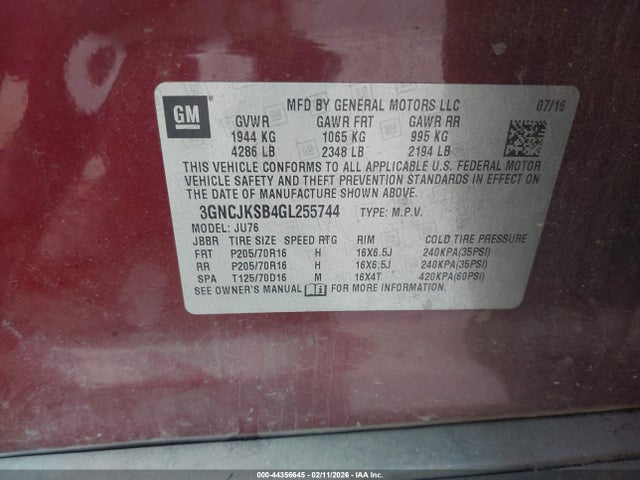 GM
MFD BY GENERAL MOTORS LLC 07/16
GVWR GAWR FRT GAWR RR
1944 KG 1065 KG 995 KG
4286 LB 2348 LB 2194 LB
THIS VEHICLE CONFORMS TO ALL APPLICABLE U.S. FEDERAL MOTOR
VEHICLE SAFETY AND THEFT PREVENTION STANDARDS IN EFFECT ON
THE DATE OF MANUFACTURE SHOWN ABOVE.
3GNCJKSB4GL255744 TYPE: M.P.V.
MODEL: JU76
JBBR TIRE SIZE SPEED RTG RIM COLD TIRE PRESSURE
FRT P205/70R16 H 16X6.5J 240KPA(35PSI)
RR P205/70R16 H 16X6.5J 240KPA(35PSI)
SPA T125/70D16 M 16X4T 420KPA(60PSI)
SEE OWNER'S MANUAL FOR MORE INFORMATION
000-44356645 - 02/11/2026 - IAA Inc.